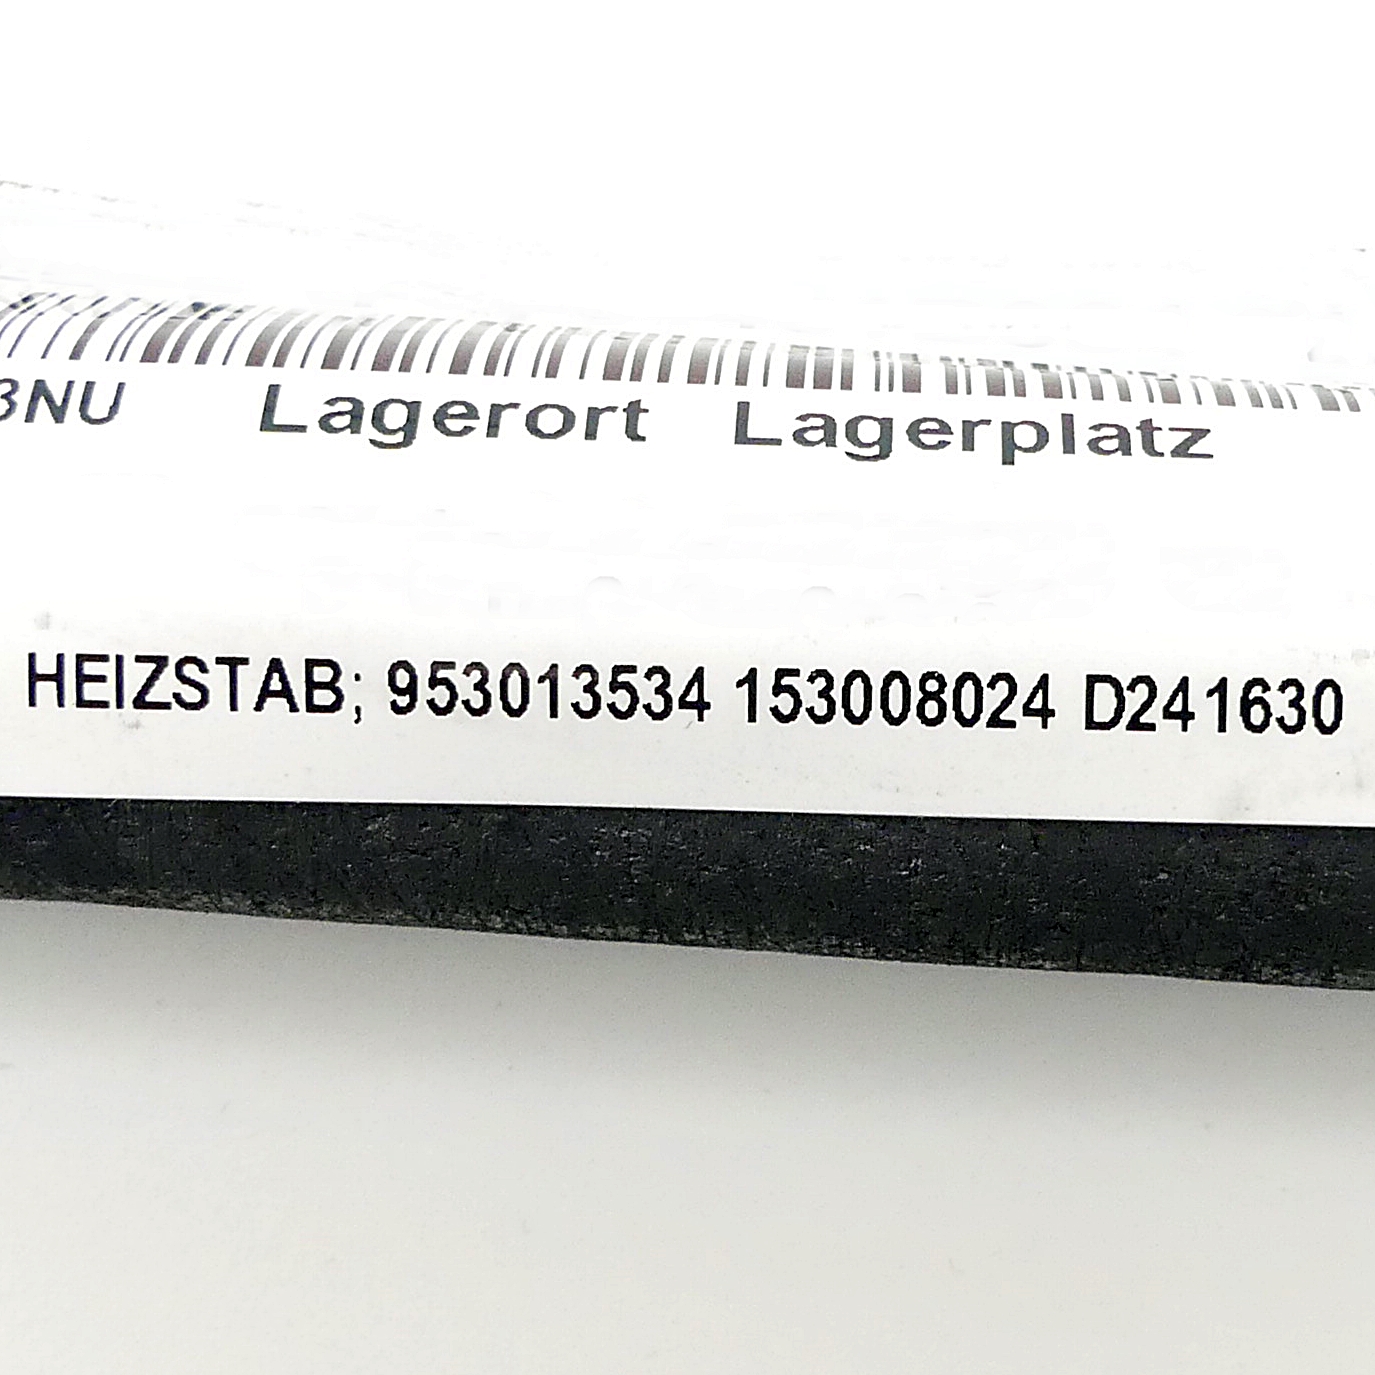 3NU Lagerort Lagerplatz
HEIZSTAB; 953013534 153008024 D241630